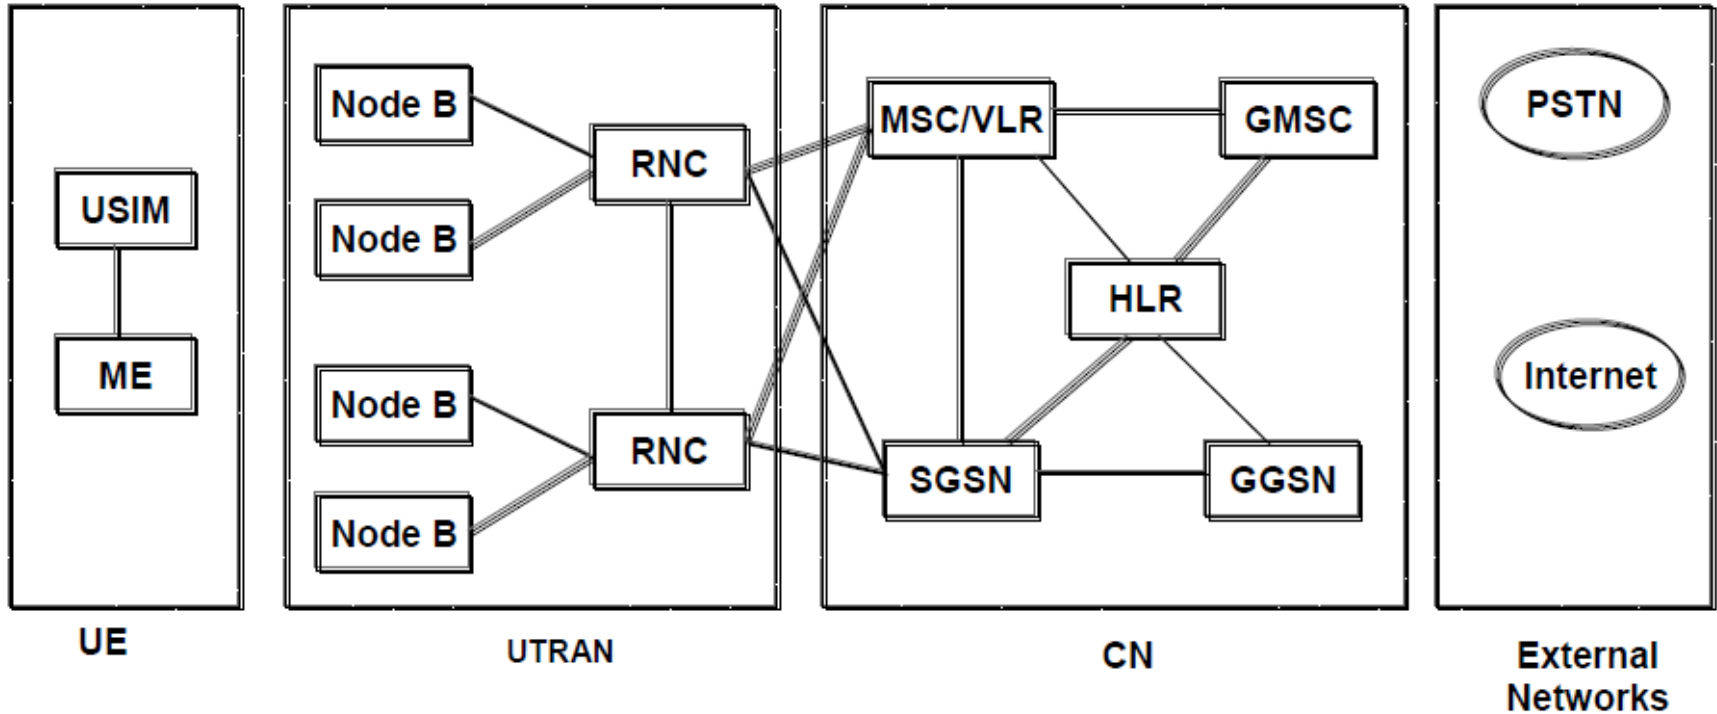 USIM
ME
UE
Node B
Node B
Node B
Node B
RNC
RNC
UTRAN
MSC/VLR
GMSC
HLR
SGSN
GGSN
CN
PSTN
Internet
External
Networks